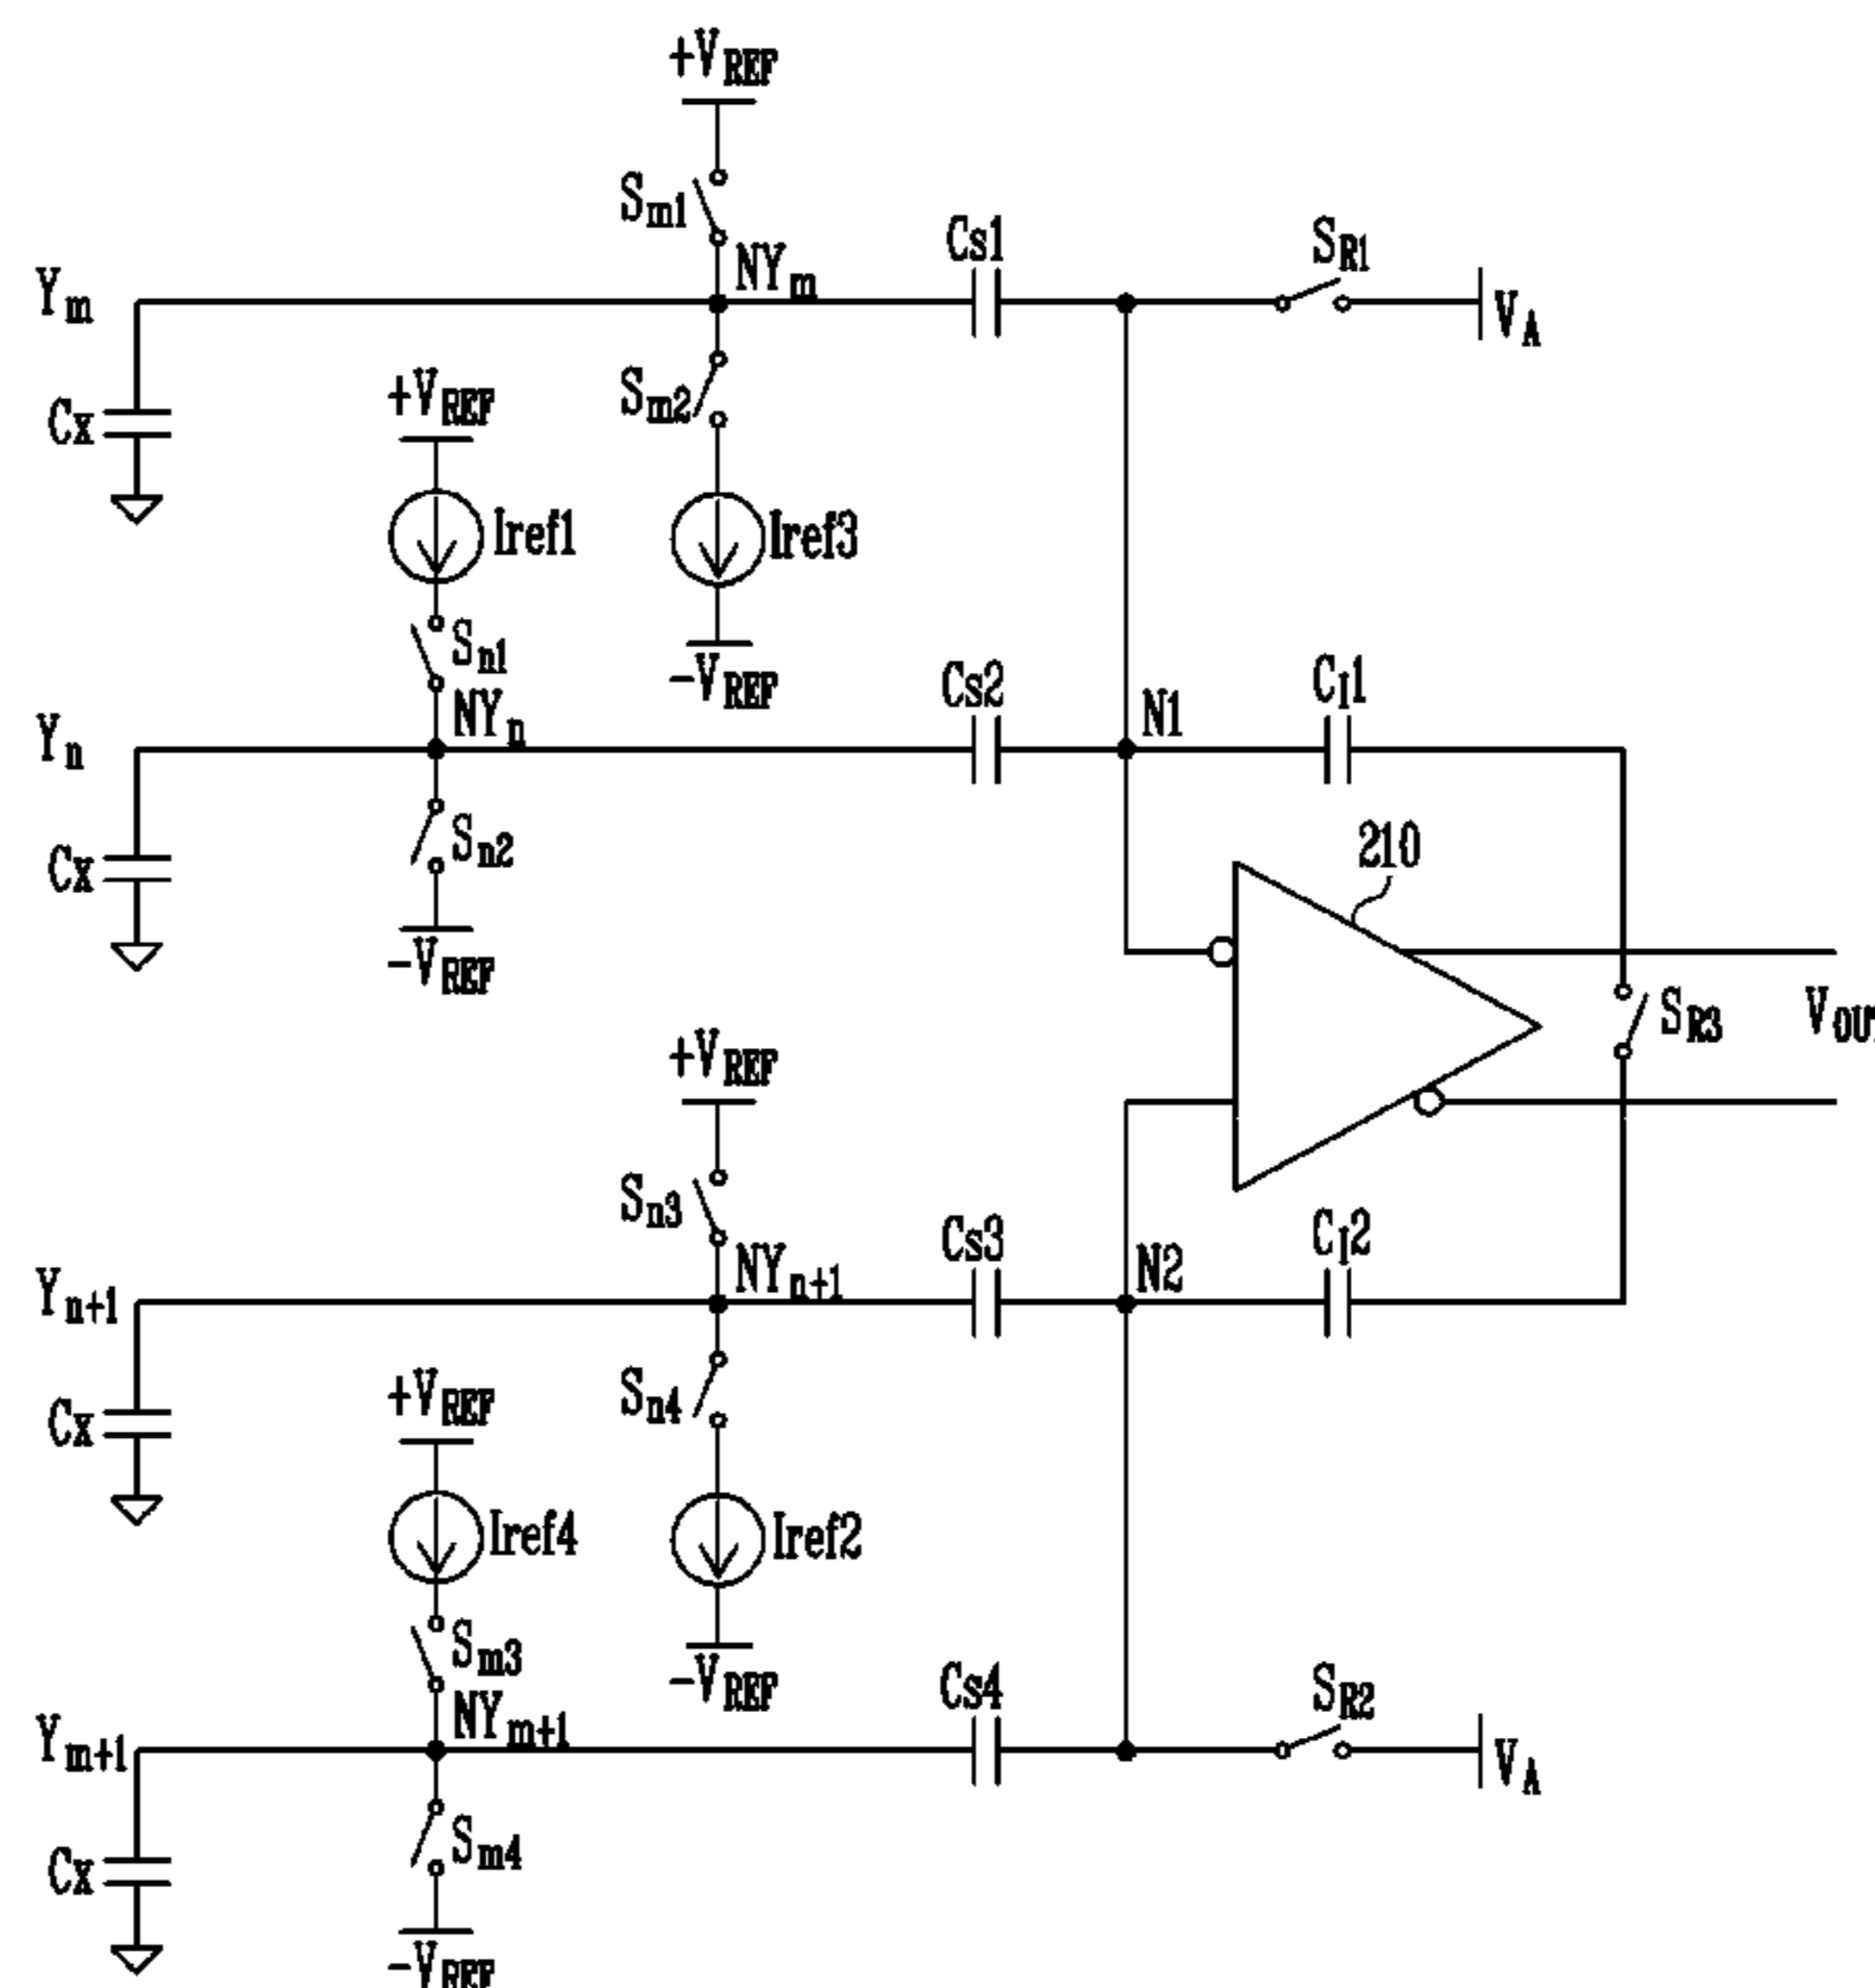 +VREF
Sm1
NYm
Cs1
SR1
Ym
VA
Sm2
Cx
+VREF
Iref1
Iref3
Sn1
-VREF
NYn
Cs2
N1
CI1
Yn
Sn2
Cx
210
-VREF
SR3
VOUT
+VREF
Sn3
NYn+1
Cs3
N2
CI2
Yn+1
Sn4
Cx
+VREF
Iref4
Iref2
Sm3
-VREF
NYm+1
Cs4
SR2
Ym+1
VA
Sm4
Cx
-VREF